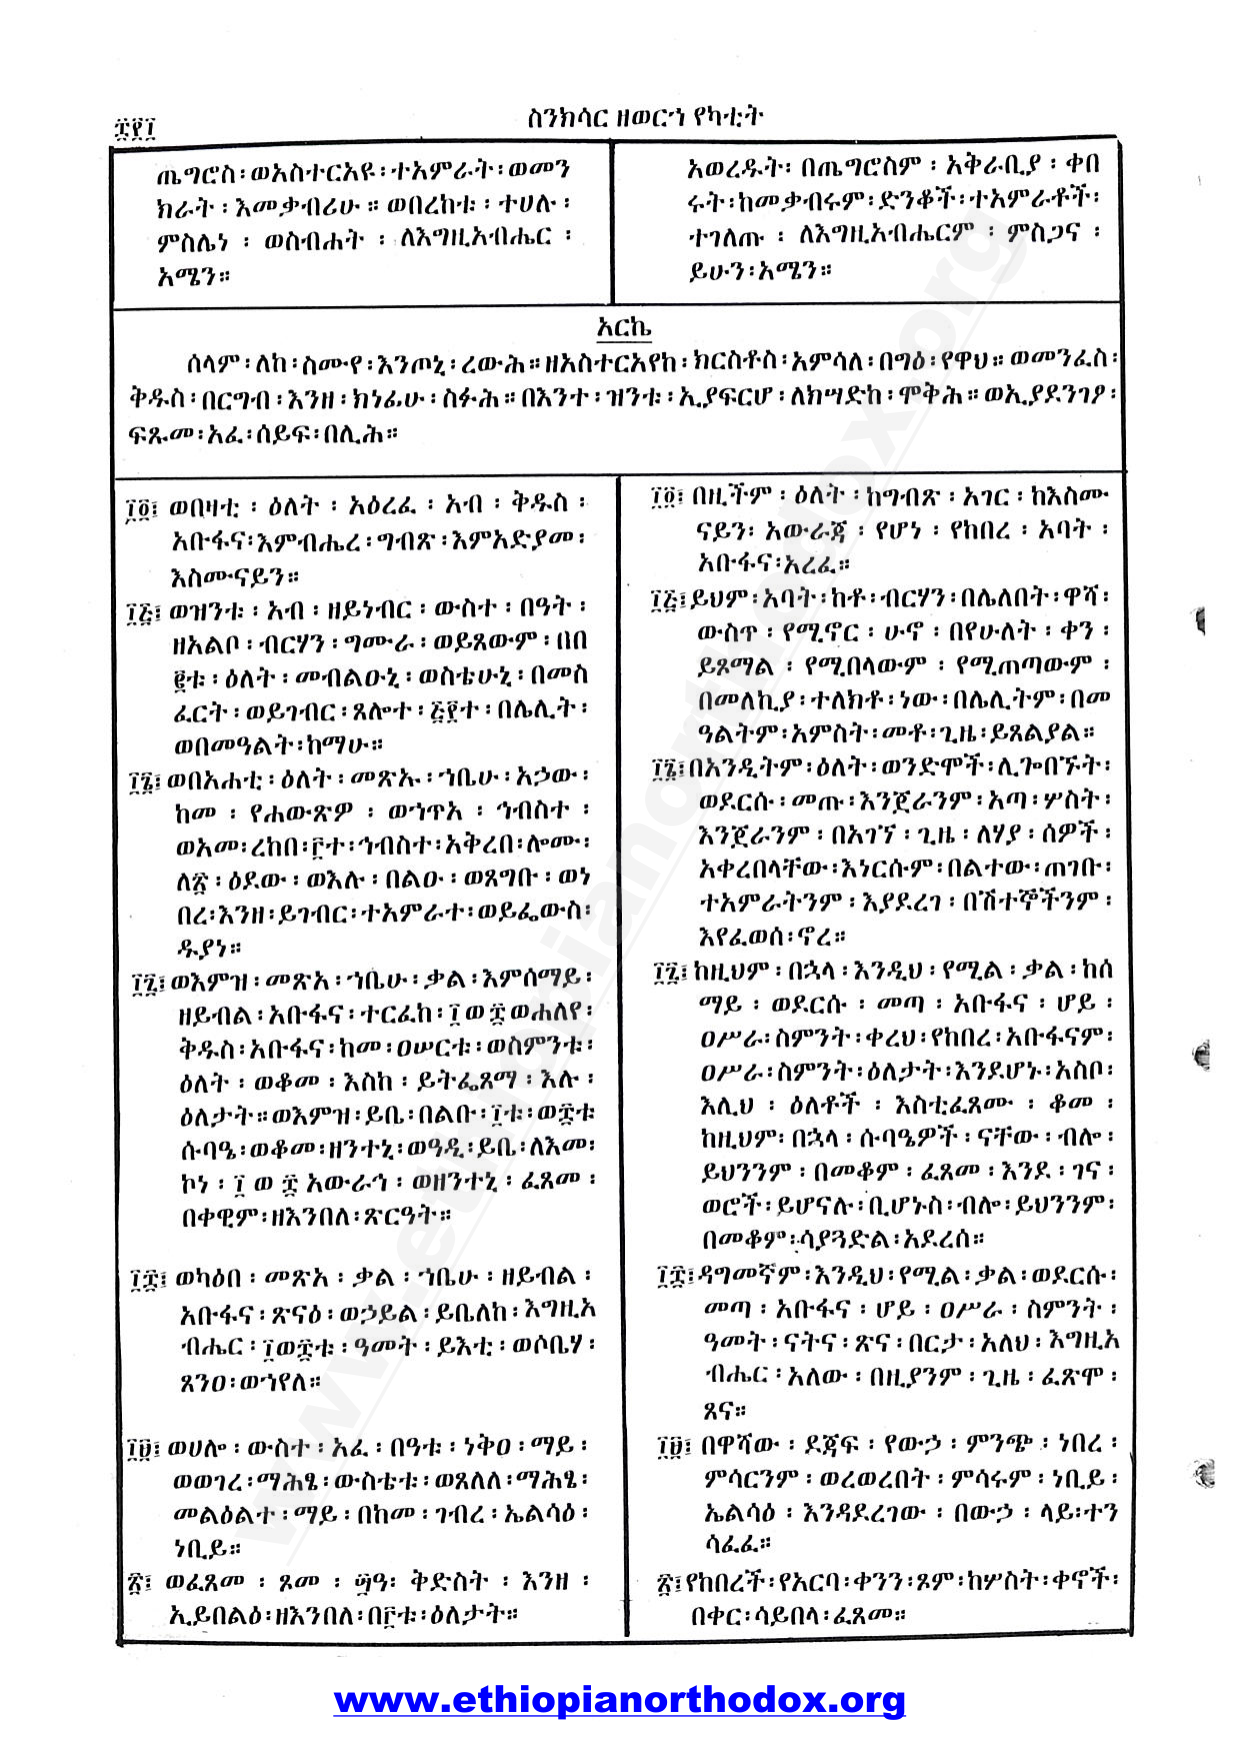 ፰፻፲
ስንክሳር ዘወርኀ የካቲት
ጤግሮስ፡ወአስተርአዩ፡ተአምራት፡ወመን
ክራት፡እመቃብሪሁ። ወበረከቱ፡ተሀሉ፡
ምስሌነ፡ወስብሐት፡ለእግዚአብሔር፡
አሜን።
አወረዱት፡በጤግሮስም፡አቅራቢያ፡ቀበ
ሩት፡ከመቃብሩም፡ድንቆች፡ተአምራቶች፡
ተገለጡ፡ለእግዚአብሔርም፡ምስጋና፡
ይሁን፡አሜን።
አርኬ
ሰላም፡ለከ፡ስሙየ፡እንጦኒ፡ረውሕ። ዘአስተርአየከ፡ክርስቶስ፡አምሳለ፡በግዕ፡የዋህ። ወመንፈስ፡
ቅዱስ፡በርግብ፡እንዘ፡ክነፊሁ፡ስፉሕ። በእንተ፡ዝንቱ፡ኢያፍርሆ፡ለክሣድከ፡ሞቅሕ። ወኢያደንገፆ፡
ፍጹመ፡አፈ፡ሰይፍ፡በሊሕ።
፲፬፤ ወበዛቲ፡ዕለት፡አዕረፈ፡አብ፡ቅዱስ፡
አቡፋና፡እምብሔረ፡ግብጽ፡እምአድያመ፡
እስሙናይን።
፲፭፤ ወዝንቱ፡አብ፡ዘይነብር፡ውስተ፡በዓት፡
ዘአልቦ፡ብርሃን፡ግሙራ፡ወይጸውም፡በበ
፪ቱ፡ዕለት፡መብልዑኒ፡ወስቴሁኒ፡በመስ
ፈርት፡ወይገብር፡ጸሎተ፡፭፻ተ፡በሌሊት፡
ወበመዓልት፡ከማሁ።
፲፮፤ ወበአሐቲ፡ዕለት፡መጽኡ፡ኀቤሁ፡አኃው፡
ከመ፡የሐውጽዎ፡ወኀጥአ፡ኅብስተ፡
ወአመ፡ረከበ፡፫ተ፡ኅብስተ፡አቅረበ፡ሎሙ፡
ለ፳፡ዕደው፡ወእሉ፡በልዑ፡ወጸግቡ፡ወነ
በረ፡እንዘ፡ይገብር፡ተአምራተ፡ወይፌውስ፡
ዱያነ።
፲፯፤ ወእምዝ፡መጽአ፡ኀቤሁ፡ቃል፡እምሰማይ፡
ዘይብል፡አቡፋና፡ተርፈከ፡፲ ወ ፰ ወሐለየ፡
ቅዱስ፡አቡፋና፡ከመ፡ዐሠርቱ፡ወስምንቱ፡
ዕለት፡ወቆመ፡እስከ፡ይትፌጸማ፡እሉ፡
ዕለታት። ወእምዝ፡ይቤ፡በልቡ፡፲ቱ፡ወ፰ቱ
ሱባዔ፡ወቆመ፡ዘንተኒ፡ወዓዲ፡ይቤ፡ለእመ፡
ኮነ፡፲ ወ ፰ አውራኅ፡ወዘንተኒ፡ፈጸመ፡
በቀዊም፡ዘእንበለ፡ጽርዓት።
፲፰፤ ወካዕበ፡መጽአ፡ቃል፡ኀቤሁ፡ዘይብል፡
አቡፋና፡ጽናዕ፡ወኃይል፡ይቤለከ፡እግዚአ
ብሔር፡፲ወ፰ቱ፡ዓመት፡ይእቲ፡ወሶቤሃ፡
ጸንዐ፡ወኀየለ።
፲፱፤ ወሀሎ፡ውስተ፡አፈ፡በዓቱ፡ነቅዐ፡ማይ፡
ወወገረ፡ማሕፄ፡ውስቴቱ፡ወጸለለ፡ማሕፄ፡
መልዕልተ፡ማይ፡በከመ፡ገብረ፡ኤልሳዕ፡
ነቢይ።
፳፤ ወፈጸመ፡ጾመ፡፵ዓ፡ቅድስት፡እንዘ፡
ኢይበልዕ፡ዘእንበለ፡በ፫ቱ፡ዕለታት።
፲፬፤ በዚችም፡ዕለት፡ከግብጽ፡አገር፡ከእስሙ
ናይን፡አውራጃ፡የሆነ፡የከበረ፡አባት፡
አቡፋና፡አረፈ።
፲፭፤ ይህም፡አባት፡ከቶ፡ብርሃን፡በሌለበት፡ዋሻ፡
ውስጥ፡የሚኖር፡ሁኖ፡በየሁለት፡ቀን፡
ይጾማል፡የሚበላውም፡የሚጠጣውም፡
በመለኪያ፡ተለክቶ፡ነው፡በሌሊትም፡በመ
ዓልትም፡አምስት፡መቶ፡ጊዜ፡ይጸልያል።
፲፮፤በአንዲትም፡ዕለት፡ወንድሞች፡ሊጐበኙት፡
ወደርሱ፡መጡ፡እንጀራንም፡አጣ፡ሦስት፡
እንጀራንም፡በአገኘ፡ጊዜ፡ለሃያ፡ሰዎች፡
አቀረበላቸው፡እነርሱም፡በልተው፡ጠገቡ፡
ተአምራትንም፡እያደረገ፡በሽተኞችንም፡
እየፈወሰ፡ኖረ።
፲፯፤ ከዚህም፡በኋላ፡እንዲህ፡የሚል፡ቃል፡ከሰ
ማይ፡ወደርሱ፡መጣ፡አቡፋና፡ሆይ፡
ዐሥራ፡ስምንት፡ቀረህ፡የከበረ፡አቡፋናም፡
ዐሥራ፡ስምንት፡ዕለታት፡እንደሆኑ፡አስቦ፡
እሊህ፡ዕለቶች፡እስቲፈጸሙ፡ቆመ፡
ከዚህም፡በኋላ፡ሱባዔዎች፡ናቸው፡ብሎ፡
ይህንንም፡በመቆም፡ፈጸመ፡እንደ፡ገና፡
ወሮች፡ይሆናሉ፡ቢሆኑስ፡ብሎ፡ይህንንም፡
በመቆም፡ሳያጓድል፡አደረሰ።
፲፰፤ዳግመኛም፡እንዲህ፡የሚል፡ቃል፡ወደርሱ፡
መጣ፡አቡፋና፡ሆይ፡ዐሥራ፡ስምንት፡
ዓመት፡ናትና፡ጽና፡በርታ፡አለህ፡እግዚአ
ብሔር፡አለው፡በዚያንም፡ጊዜ፡ፈጽሞ፡
ጸና።
፲፱፤ በዋሻው፡ደጃፍ፡የውኃ፡ምንጭ፡ነበረ፡
ምሳርንም፡ወረወረበት፡ምሳሩም፡ነቢይ፡
ኤልሳዕ፡እንዳደረገው፡በውኃ፡ላይ፡ተን
ሳፈፈ።
፳፤የከበረች፡የአርባ፡ቀንን፡ጾም፡ከሦስት፡ቀኖች፡
በቀር፡ሳይበላ፡ፈጸመ።
www.ethiopianorthodox.org
www.ethiopianorthodox.org